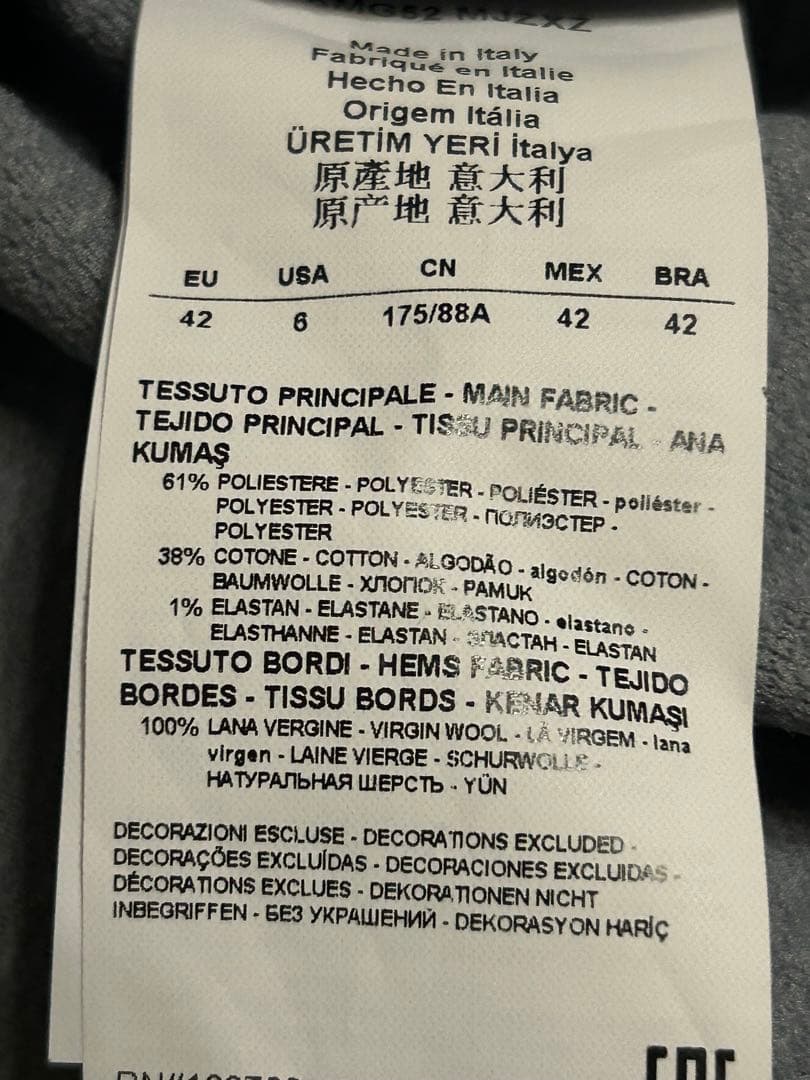 MJZXZ
Made in Italy
Fabriqué en Italie
Hecho En Italia
Origem Itália
ÜRETİM YERİ İtalya
原產地 意大利
原产地 意大利
EU USA CN MEX BRA
42 6 175/88A 42 42
TESSUTO PRINCIPALE - MAIN FABRIC -
TEJIDO PRINCIPAL - TISSU PRINCIPAL - ANA
KUMAŞ
61% POLIESTERE - POLYESTER - POLIÉSTER - poliéster -
POLYESTER - POLYESTER - ПОЛИЭСТЕР -
POLYESTER
38% COTONE - COTTON - ALGODÃO - algodón - COTON -
BAUMWOLLE - ХЛОПОК - PAMUK
1% ELASTAN - ELASTANE - ELASTANO - elastano -
ELASTHANNE - ELASTAN - ЭЛАСТАН - ELASTAN
TESSUTO BORDI - HEMS FABRIC - TEJIDO
BORDES - TISSU BORDS - KENAR KUMAŞI
100% LANA VERGINE - VIRGIN WOOL - LÃ VIRGEM - lana
virgen - LAINE VIERGE - SCHURWOLLE -
НАТУРАЛЬНАЯ ШЕРСТЬ - YÜN
DECORAZIONI ESCLUSE - DECORATIONS EXCLUDED -
DECORAÇÕES EXCLUÍDAS - DECORACIONES EXCLUIDAS -
DÉCORATIONS EXCLUES - DEKORATIONEN NICHT
INBEGRIFFEN - БЕЗ УКРАШЕНИЙ - DEKORASYON HARİÇ